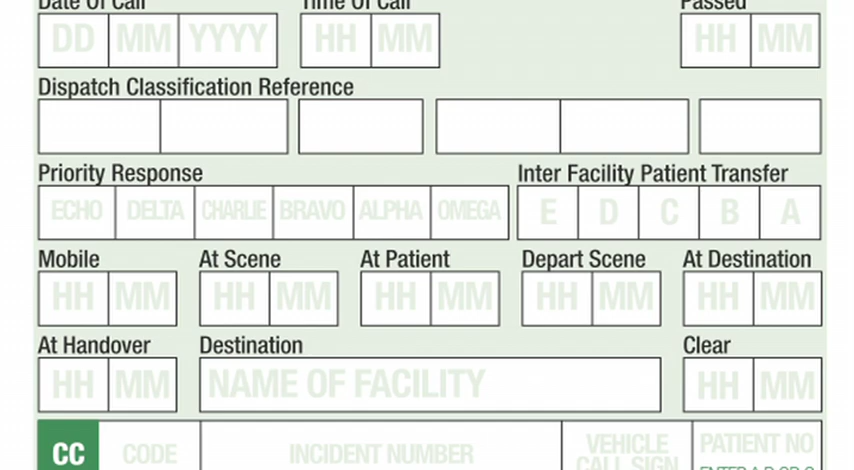 Date Of Call Time Of Call Passed
DD MM YYYY HH MM HH MM
Dispatch Classification Reference
Priority Response Inter Facility Patient Transfer
ECHO DELTA CHARLIE BRAVO ALPHA OMEGA E D C B A
Mobile At Scene At Patient Depart Scene At Destination
HH MM HH MM HH MM HH MM HH MM
At Handover Destination Clear
HH MM NAME OF FACILITY HH MM
CC CODE INCIDENT NUMBER VEHICLE PATIENT NO
CALL SIGN